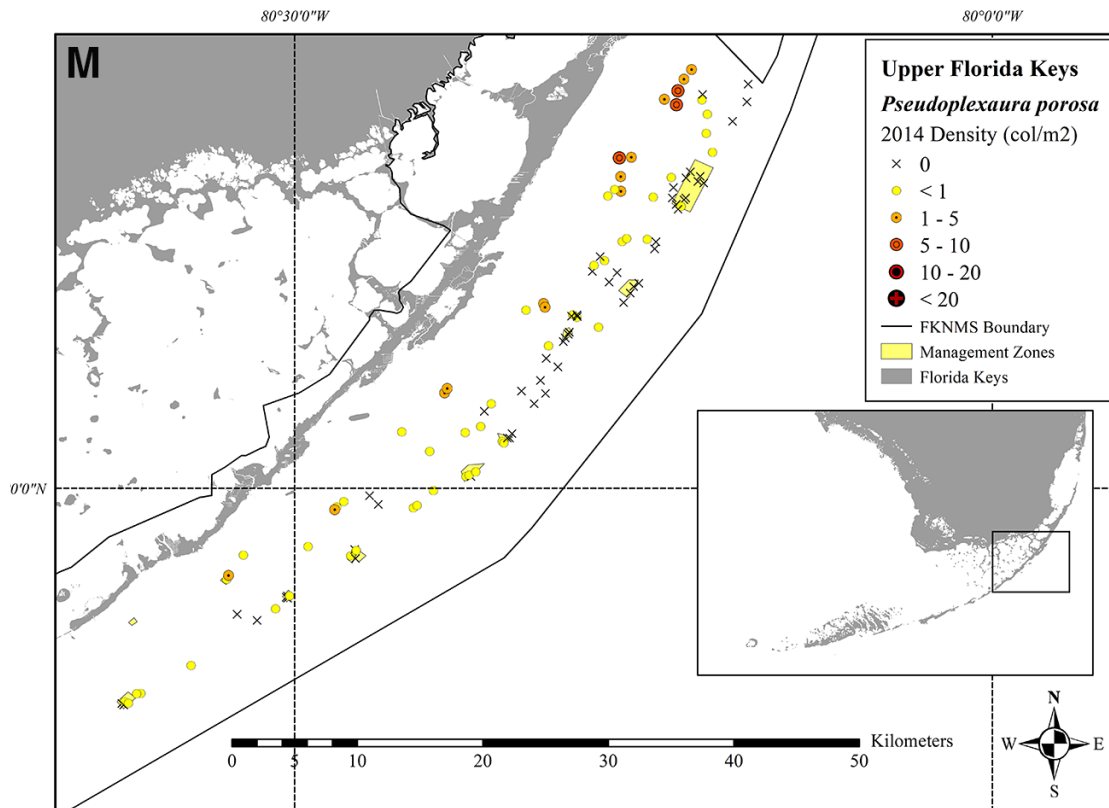 80°30'0"W
80°0'0"W
M
Upper Florida Keys
Pseudoplexaura porosa
2014 Density (col/m2)
0
< 1
1 - 5
5 - 10
10 - 20
< 20
FKNMS Boundary
Management Zones
Florida Keys
0'0"N
Kilometers
0 5 10 20 30 40 50
N
W E
S